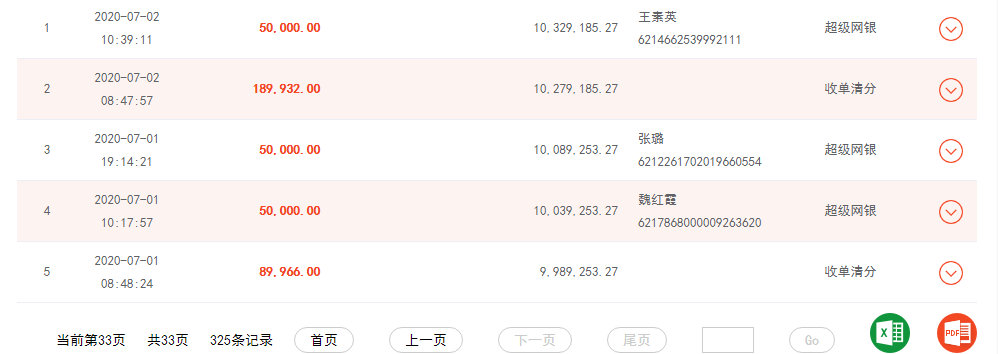 1 2020-07-02 10:39:11 50,000.00 10,329,185.27 王素英 6214662539992111 超级网银
2 2020-07-02 08:47:57 189,932.00 10,279,185.27 收单清分
3 2020-07-01 19:14:21 50,000.00 10,089,253.27 张璐 6212261702019660554 超级网银
4 2020-07-01 10:17:57 50,000.00 10,039,253.27 魏红霞 6217868000009263620 超级网银
5 2020-07-01 08:48:24 89,966.00 9,989,253.27 收单清分
当前第33页 共33页 325条记录 首页 上一页 下一页 尾页 Go X PDF